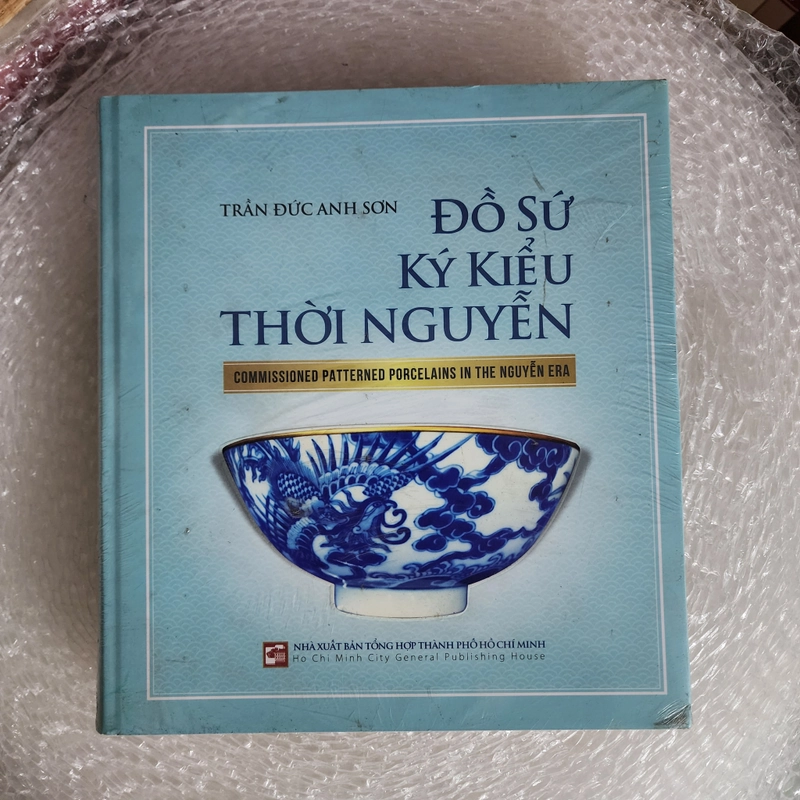 TRẦN ĐỨC ANH SƠN
ĐỒ SỨ
KÝ KIỂU
THỜI NGUYỄN
COMMISSIONED PATTERNED PORCELAINS IN THE NGUYỄN ERA
NHÀ XUẤT BẢN TỔNG HỢP THÀNH PHỐ HỒ CHÍ MINH
Ho Chi Minh City General Publishing House